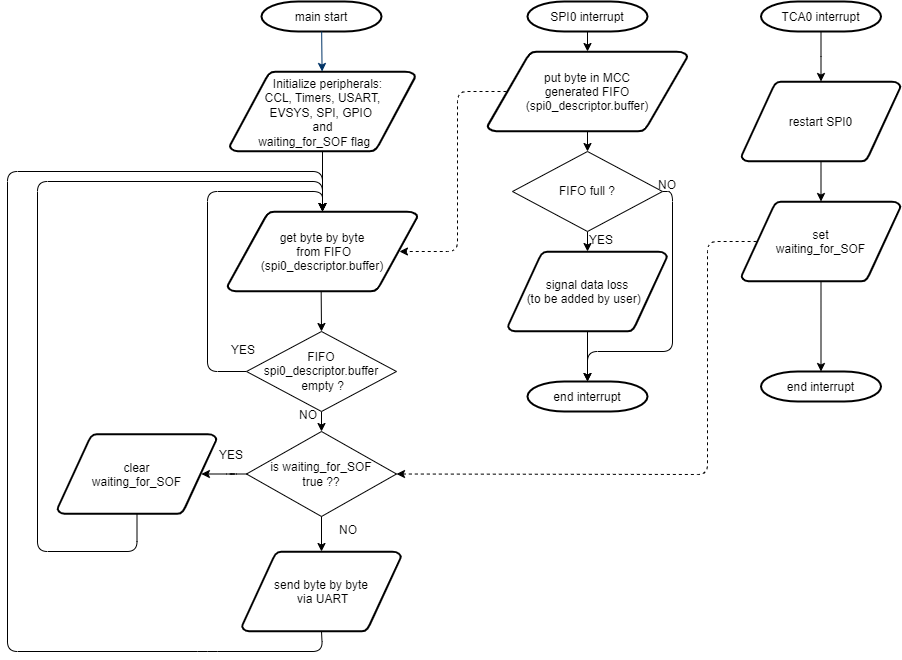 main start
Initialize peripherals:
CCL, Timers, USART,
EVSYS, SPI, GPIO
and
waiting_for_SOF flag
get byte by byte
from FIFO
(spi0_descriptor.buffer)
YES
FIFO
spi0_descriptor.buffer
empty ?
NO
is waiting_for_SOF
true ??
YES
clear
waiting_for_SOF
NO
send byte by byte
via UART
SPI0 interrupt
put byte in MCC
generated FIFO
(spi0_descriptor.buffer)
FIFO full ?
NO
YES
signal data loss
(to be added by user)
end interrupt
TCA0 interrupt
restart SPI0
set
waiting_for_SOF
end interrupt